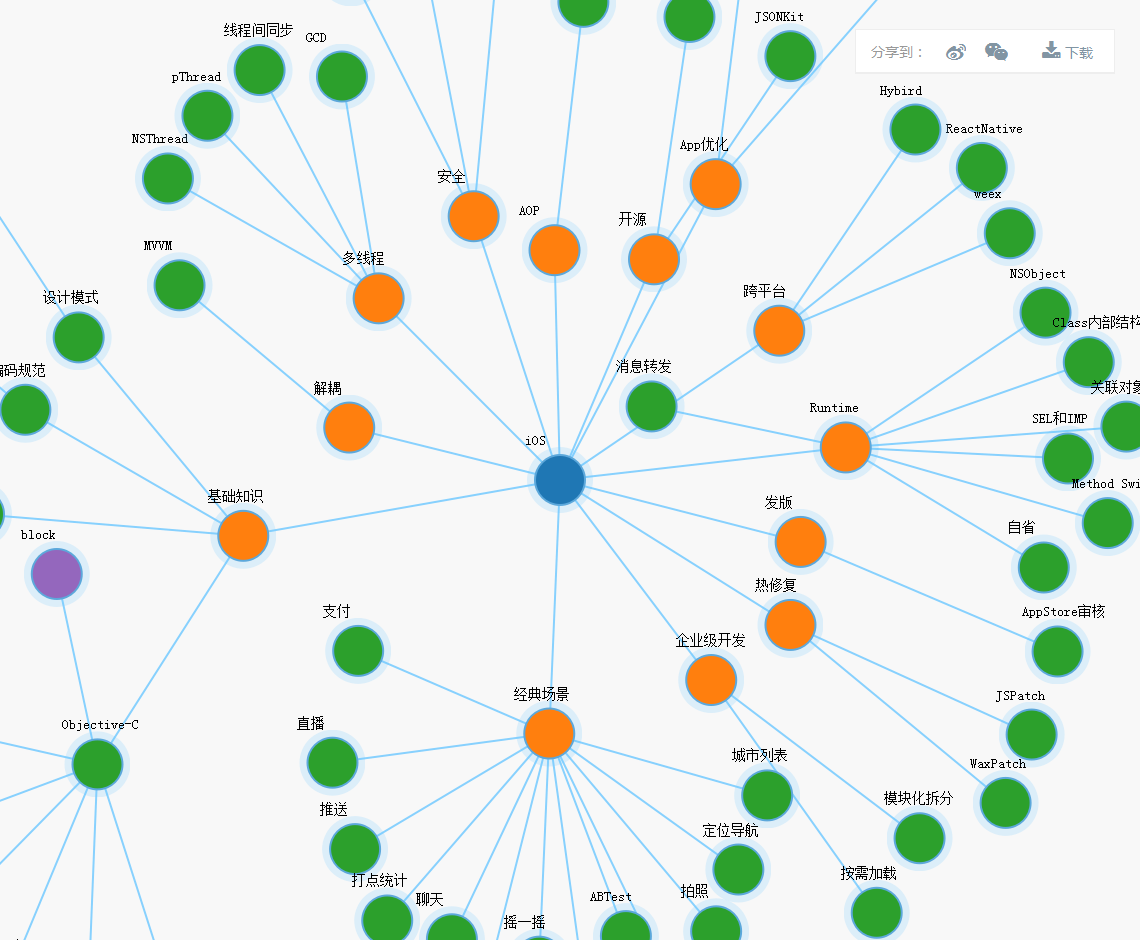 JSONKit
线程间同步
GCD
分享到：
下载
pThread
Hybird
ReactNative
NSThread
App优化
安全
weex
AOP
开源
MVVM
多线程
NSObject
设计模式
跨平台
Class内部结构
编码规范
消息转发
解耦
关联对象
Runtime
SEL和IMP
iOS
Method Swi
基础知识
发版
自省
block
热修复
支付
AppStore审核
企业级开发
经典场景
JSPatch
直播
Objective-C
城市列表
WaxPatch
模块化拆分
推送
定位导航
按需加载
打点统计
拍照
聊天
ABTest
摇一摇